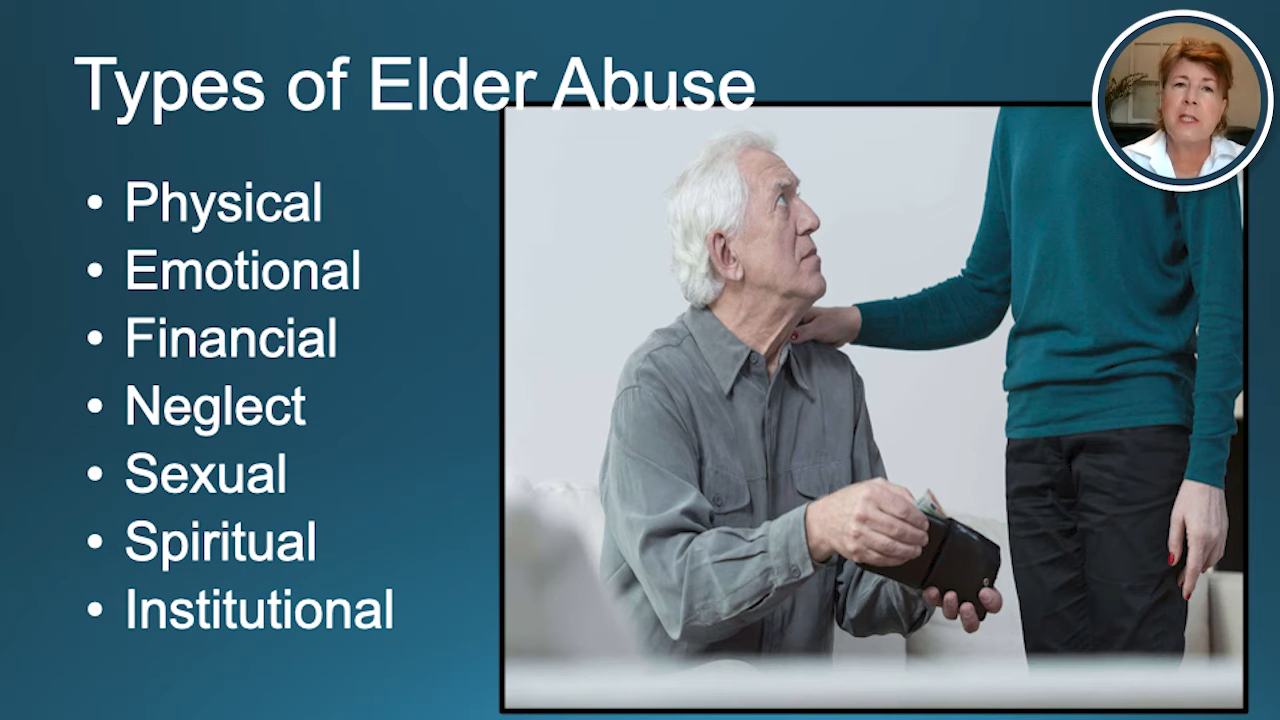 Types of Elder Abuse
• Physical
• Emotional
• Financial
• Neglect
• Sexual
• Spiritual
• Institutional